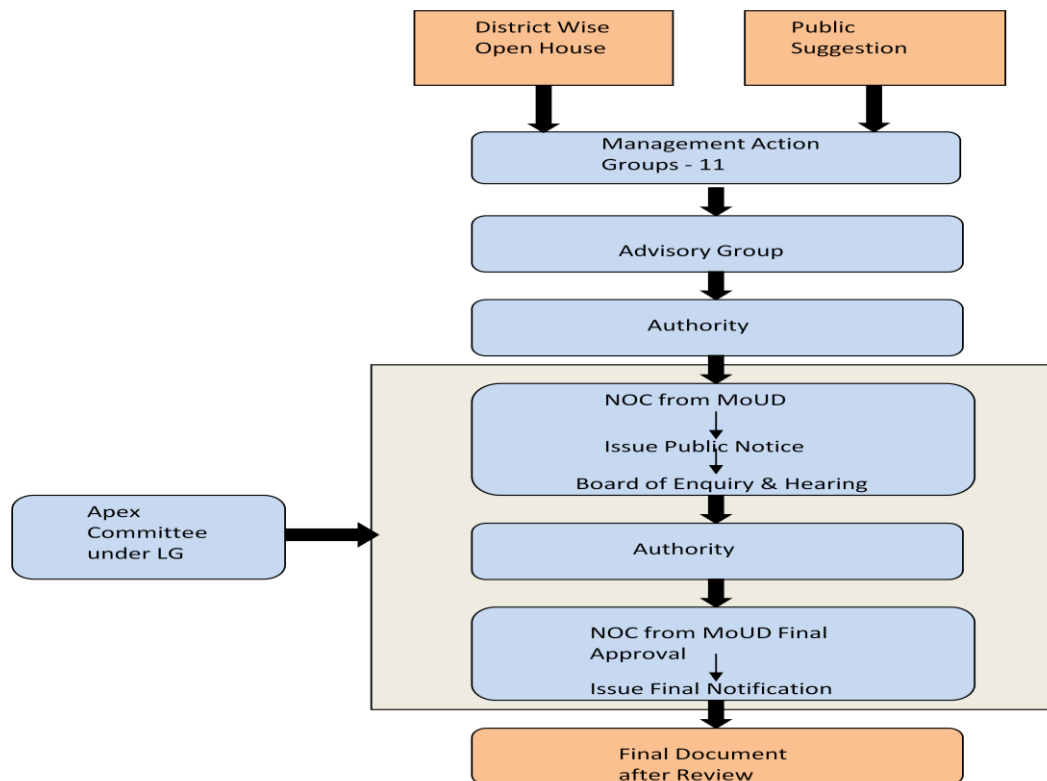 District Wise
Open House
Public
Suggestion
Management Action
Groups - 11
Advisory Group
Authority
NOC from MoUD
Issue Public Notice
Board of Enquiry & Hearing
Apex
Committee
under LG
Authority
NOC from MoUD Final
Approval
Issue Final Notification
Final Document
after Review